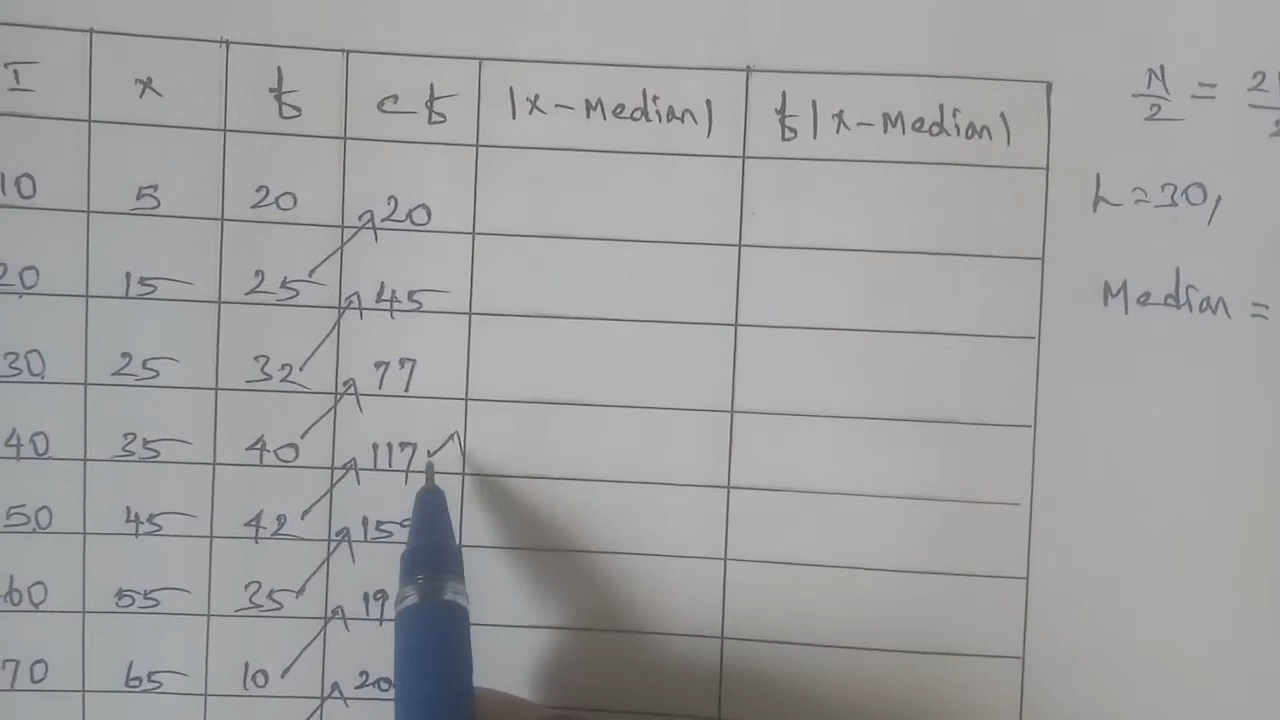 I x f cf |x-Median| f|x-Median|
10 5 20 20
20 15 25 45
30 25 32 77
40 35 40 117 ✓
50 45 42
60 55 35
70 65 10
N/2 =
L=30,
Median =